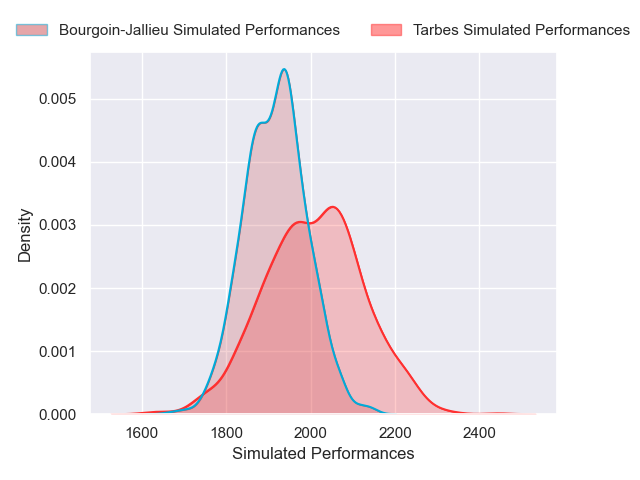 Bourgoin-Jallieu Simulated Performances Tarbes Simulated Performances
0.005
0.004
0.003
0.002
0.001
0.000
Density
1600 1800 2000 2200 2400
Simulated Performances